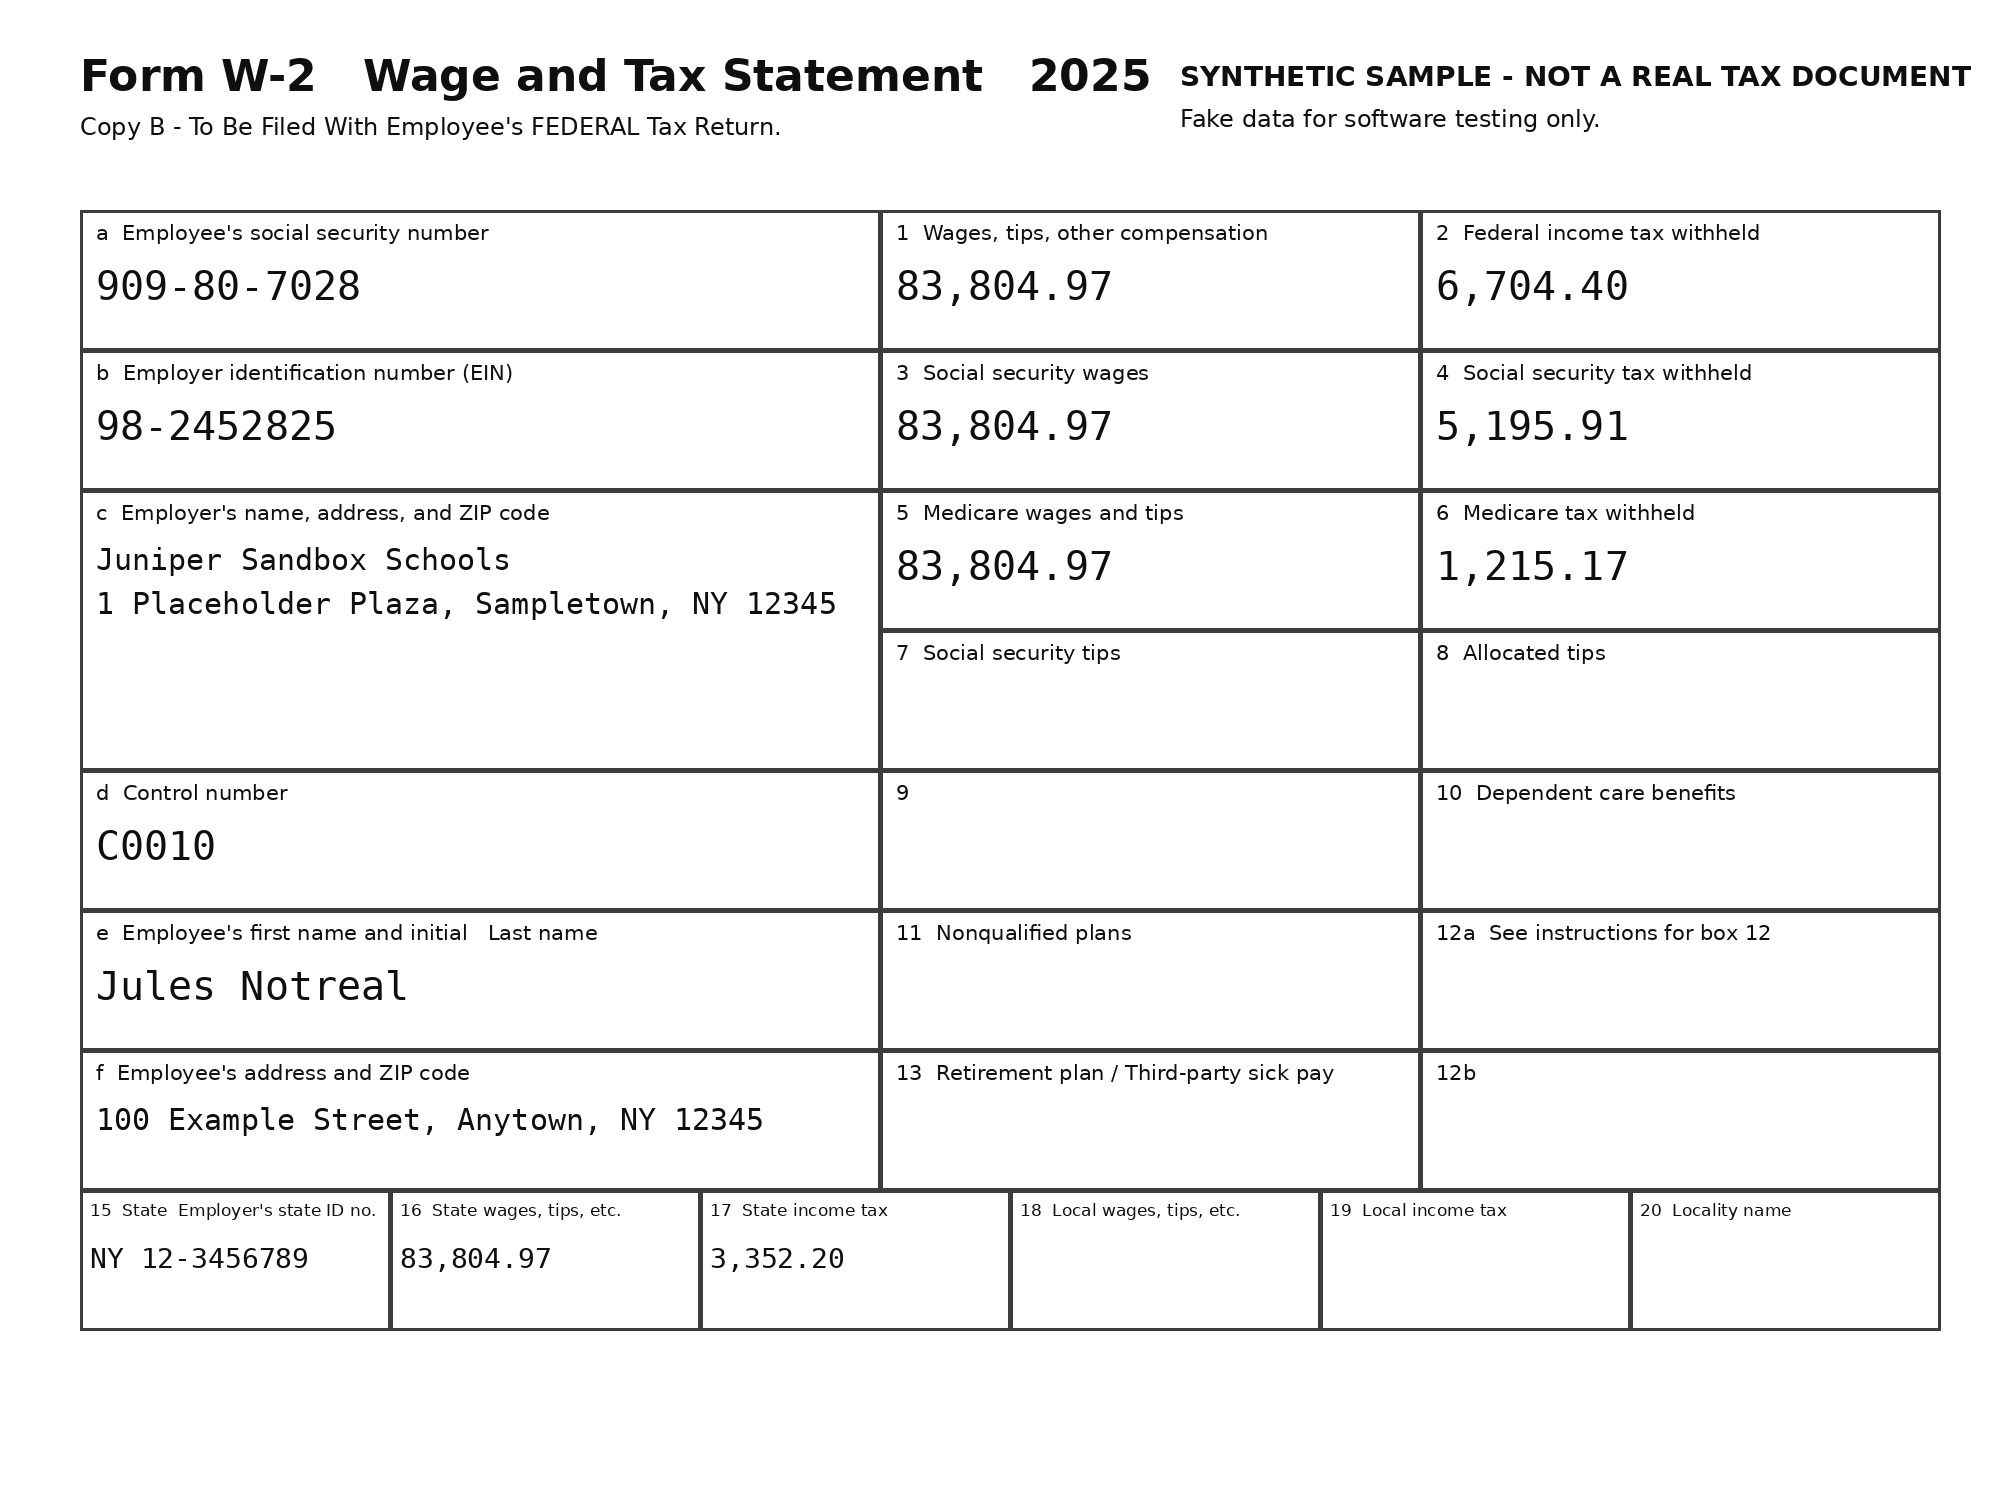 Form W-2 Wage and Tax Statement 2025
SYNTHETIC SAMPLE - NOT A REAL TAX DOCUMENT
Copy B - To Be Filed With Employee's FEDERAL Tax Return.
Fake data for software testing only.
a Employee's social security number
909-80-7028
1 Wages, tips, other compensation
83,804.97
2 Federal income tax withheld
6,704.40
b Employer identification number (EIN)
98-2452825
3 Social security wages
83,804.97
4 Social security tax withheld
5,195.91
c Employer's name, address, and ZIP code
Juniper Sandbox Schools
1 Placeholder Plaza, Sampletown, NY 12345
5 Medicare wages and tips
83,804.97
6 Medicare tax withheld
1,215.17
7 Social security tips
8 Allocated tips
d Control number
C0010
9
10 Dependent care benefits
e Employee's first name and initial Last name
Jules Notreal
11 Nonqualified plans
12a See instructions for box 12
f Employee's address and ZIP code
100 Example Street, Anytown, NY 12345
13 Retirement plan / Third-party sick pay
12b
15 State Employer's state ID no.
NY 12-3456789
16 State wages, tips, etc.
83,804.97
17 State income tax
3,352.20
18 Local wages, tips, etc.
19 Local income tax
20 Locality name